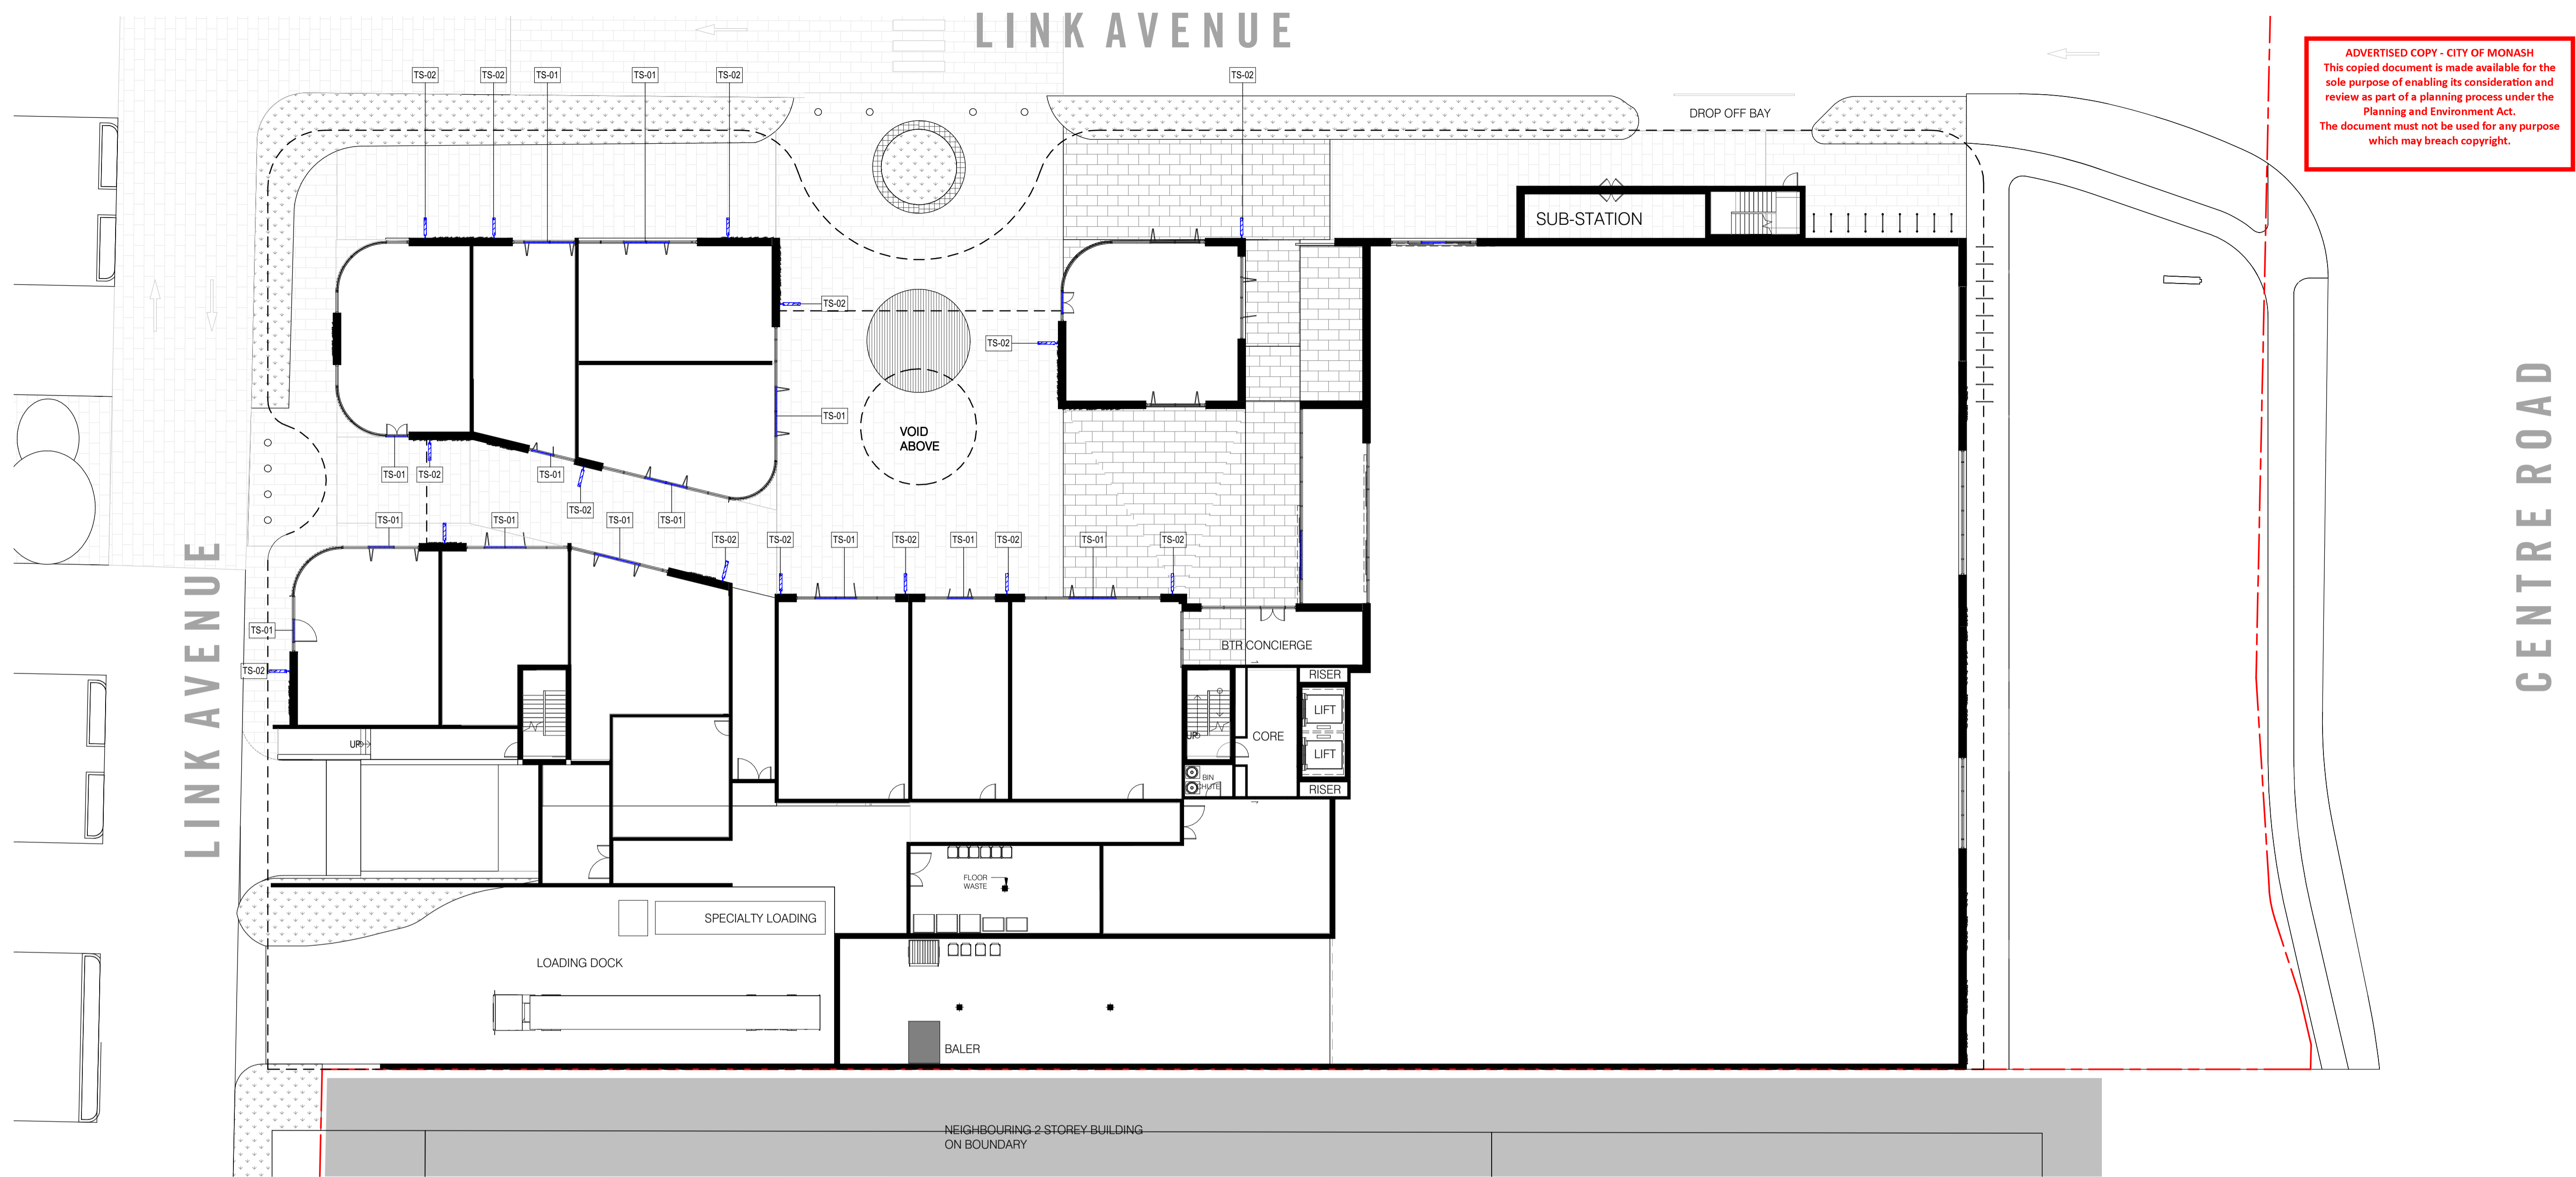 LINK AVENUE
ADVERTISED COPY - CITY OF MONASH
This copied document is made available for the
sole purpose of enabling its consideration and
review as part of a planning process under the
Planning and Environment Act.
The document must not be used for any purpose
which may breach copyright.
TS-02
TS-02
TS-01
TS-01
TS-02
TS-02
DROP OFF BAY
SUB-STATION
TS-02
TS-02
TS-01
VOID
ABOVE
CENTRE ROAD
TS-01
TS-02
TS-01
TS-02
TS-01
TS-01
TS-01
TS-01
TS-02
TS-02
TS-01
TS-02
TS-01
TS-02
TS-01
TS-02
LINK AVENUE
TS-01
TS-02
BTR CONCIERGE
RISER
LIFT
UP
UP
CORE
LIFT
BIN
CHUTE
RISER
FLOOR
WASTE
SPECIALTY LOADING
LOADING DOCK
BALER
NEIGHBOURING 2 STOREY BUILDING
ON BOUNDARY